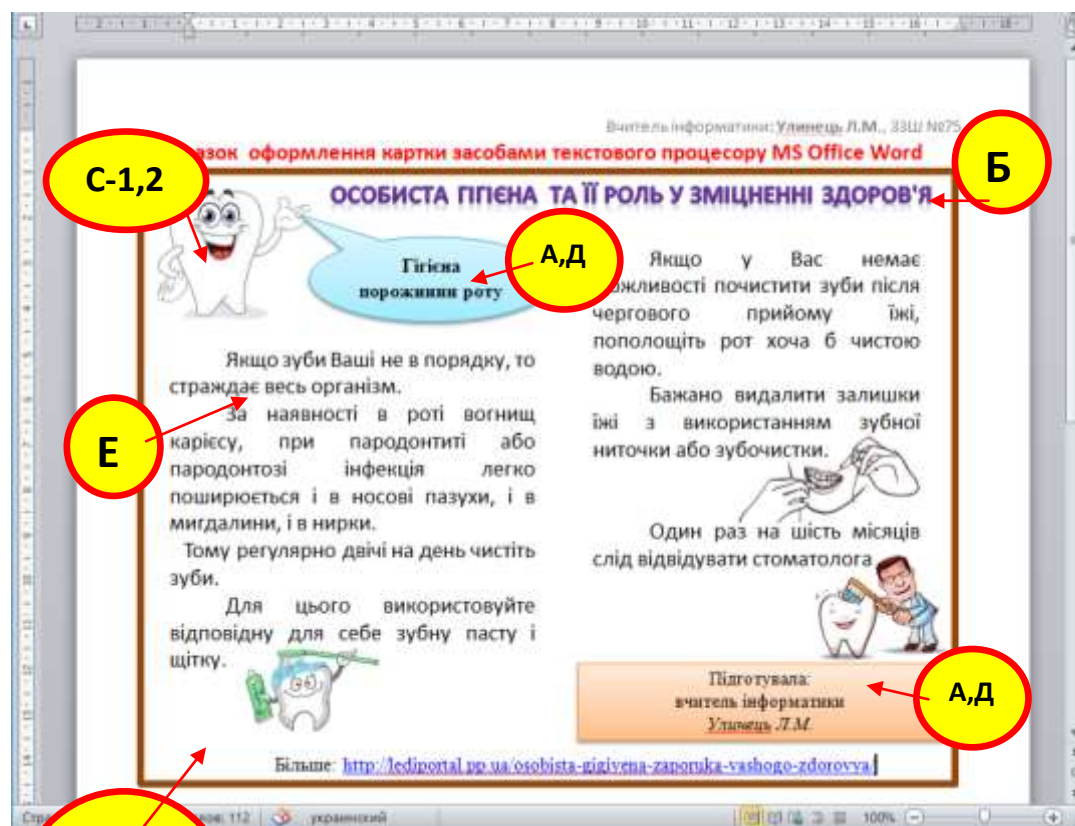 Вчитель інформатики: Улинець Л.М., ЗЗШ №75
азок оформлення картки засобами текстового процесору MS Office Word
С-1,2
Б
ОСОБИСТА ГІГІЄНА ТА ЇЇ РОЛЬ У ЗМІЦНЕННІ ЗДОРОВ'Я
Гігієна
порожнини роту
А,Д
Якщо зуби Ваші не в порядку, то
страждає весь організм.
За наявності в роті вогнищ
карієсу, при пародонтиті або
пародонтозі інфекція легко
поширюється і в носові пазухи, і в
мигдалини, і в нирки.
Тому регулярно двічі на день чистіть
зуби.
Для цього використовуйте
відповідну для себе зубну пасту і
щітку.
Е
Якщо у Вас немає
ожливості почистити зуби після
чергового прийому їжі,
пополощіть рот хоча б чистою
водою.
Бажано видалити залишки
їжі з використанням зубної
ниточки або зубочистки.
Один раз на шість місяців
слід відвідувати стоматолога
Підготувала:
вчитель інформатики
Улинець Л.М.
А,Д
Більше: http://lediportal.pp.ua/osobista-gigiyena-zaporuka-vashogo-zdorovya/
112 украинский 100%